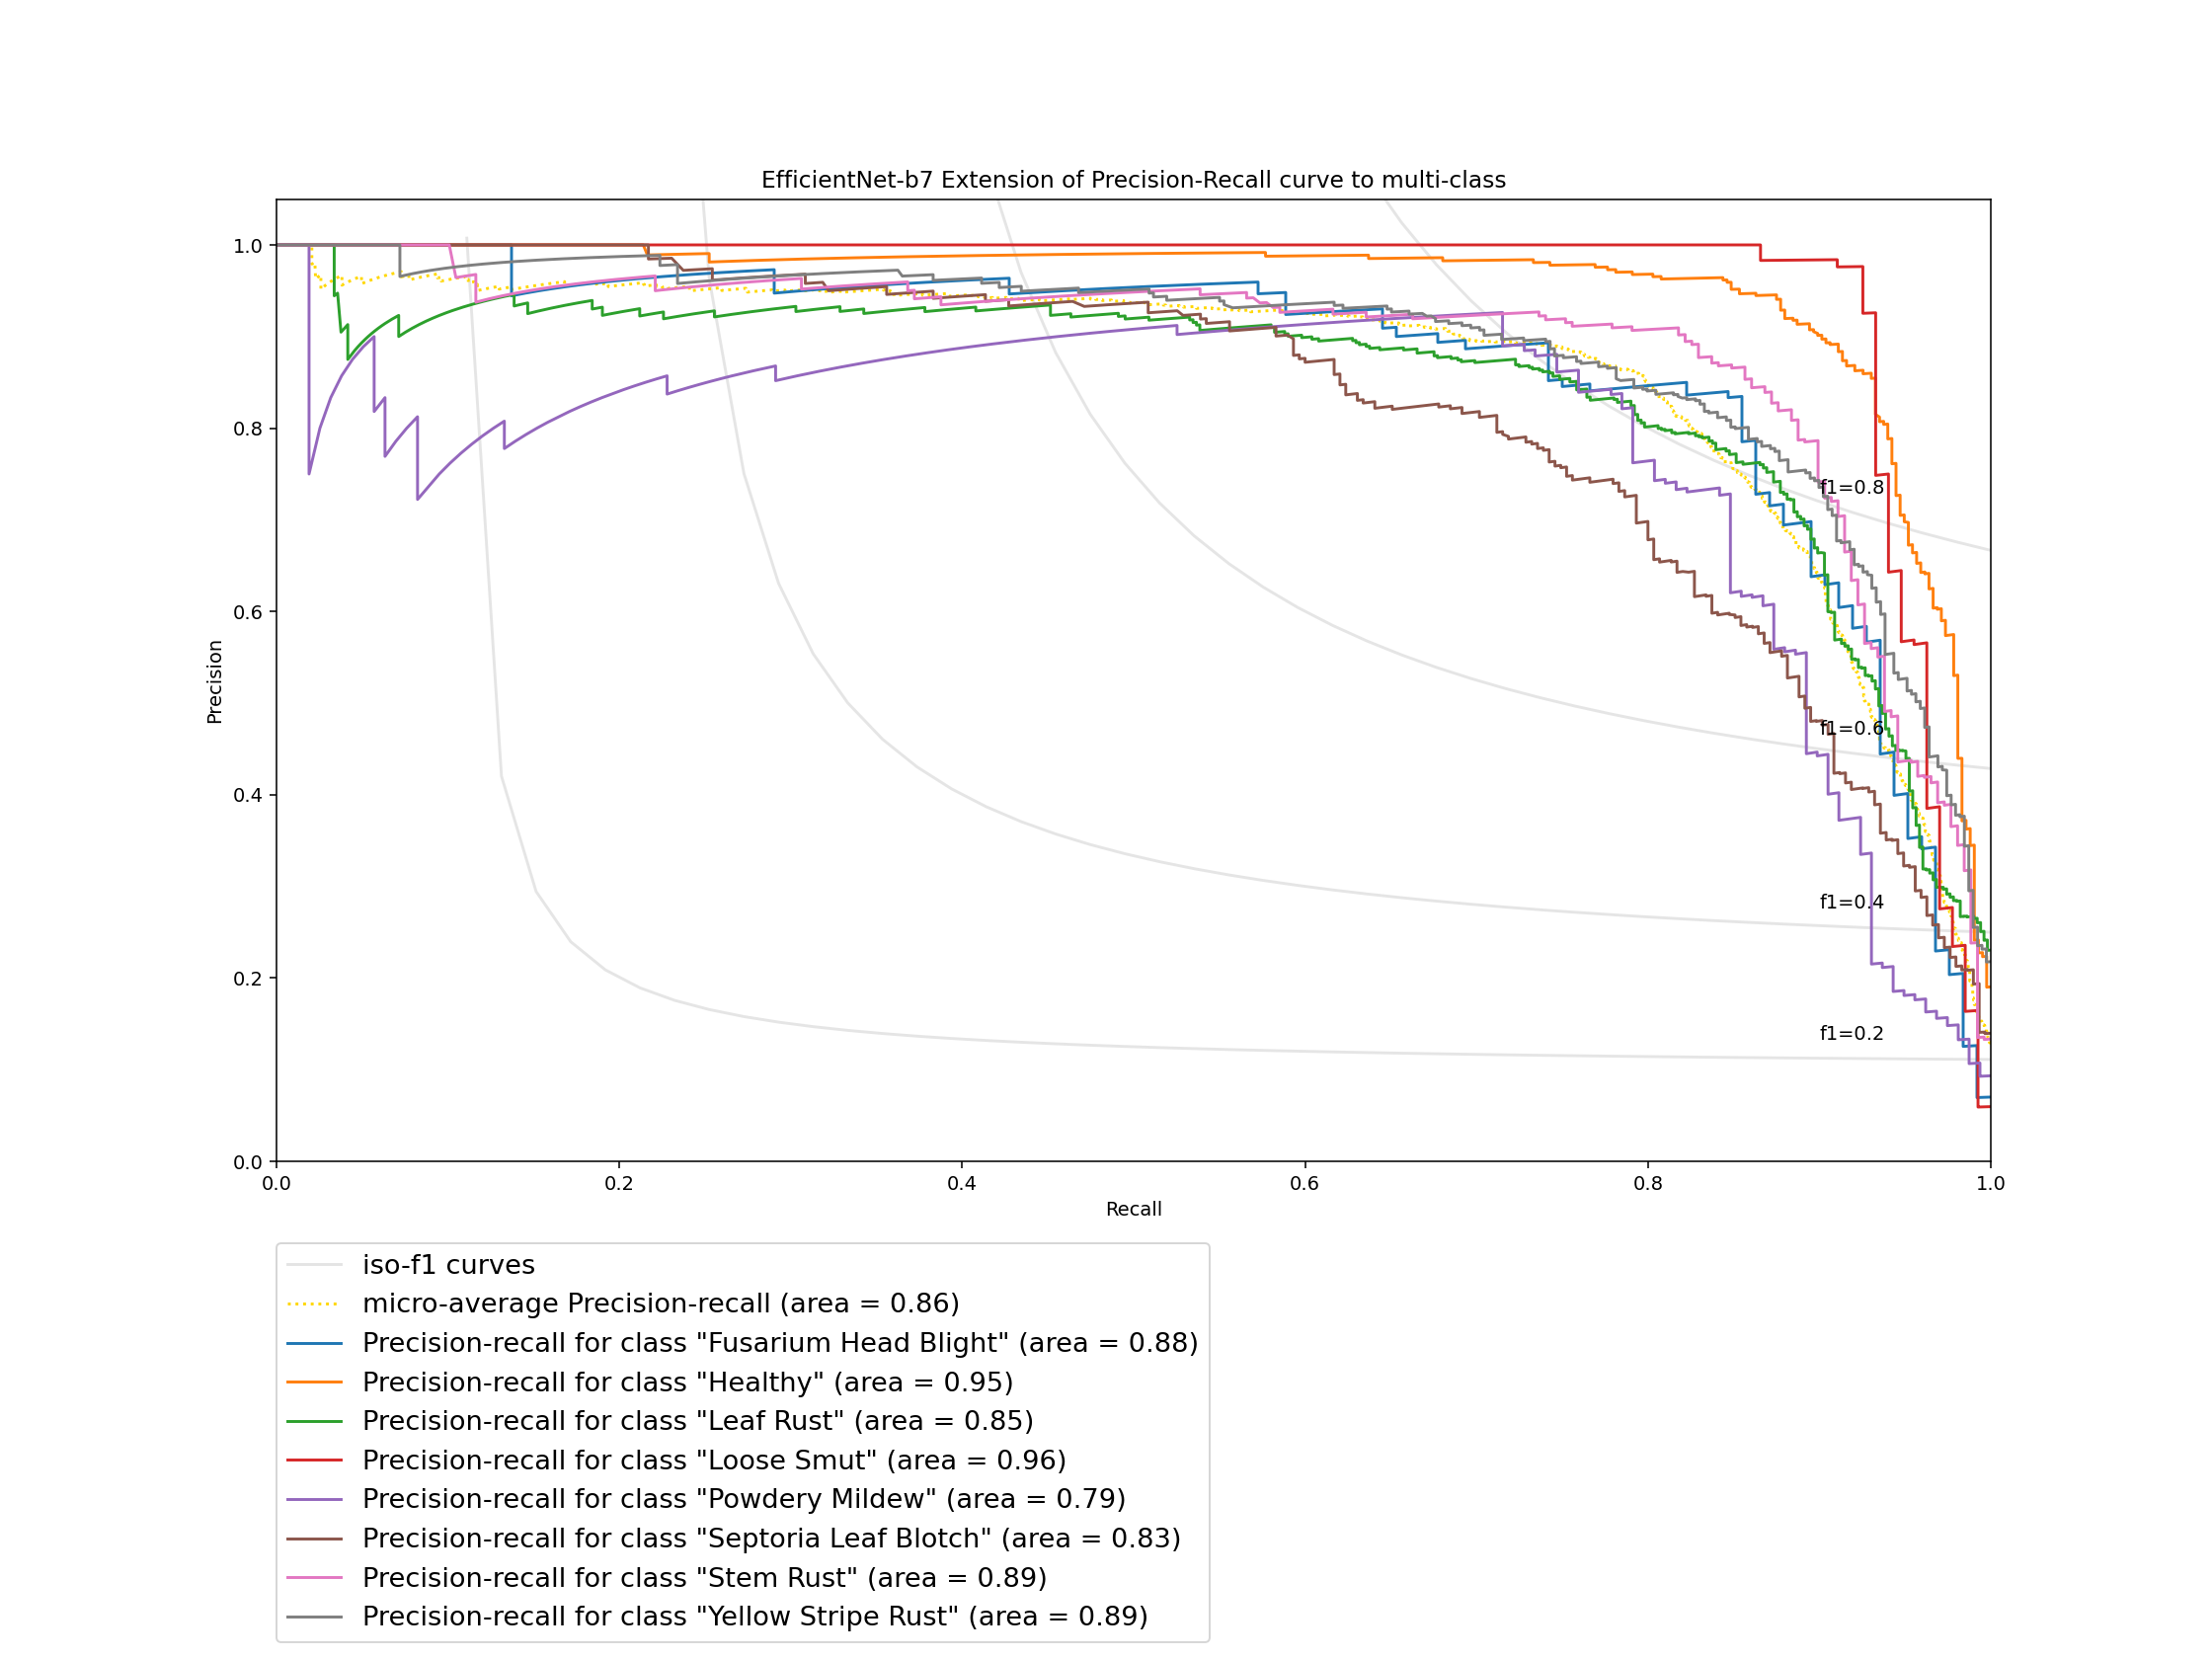 EfficientNet-b7 Extension of Precision-Recall curve to multi-class
1.0
0.8
0.6
0.4
0.2
0.0
Precision
f1=0.8
f1=0.6
f1=0.4
f1=0.2
0.0 0.2 0.4 0.6 0.8 1.0
Recall
iso-f1 curves
micro-average Precision-recall (area = 0.86)
Precision-recall for class "Fusarium Head Blight" (area = 0.88)
Precision-recall for class "Healthy" (area = 0.95)
Precision-recall for class "Leaf Rust" (area = 0.85)
Precision-recall for class "Loose Smut" (area = 0.96)
Precision-recall for class "Powdery Mildew" (area = 0.79)
Precision-recall for class "Septoria Leaf Blotch" (area = 0.83)
Precision-recall for class "Stem Rust" (area = 0.89)
Precision-recall for class "Yellow Stripe Rust" (area = 0.89)